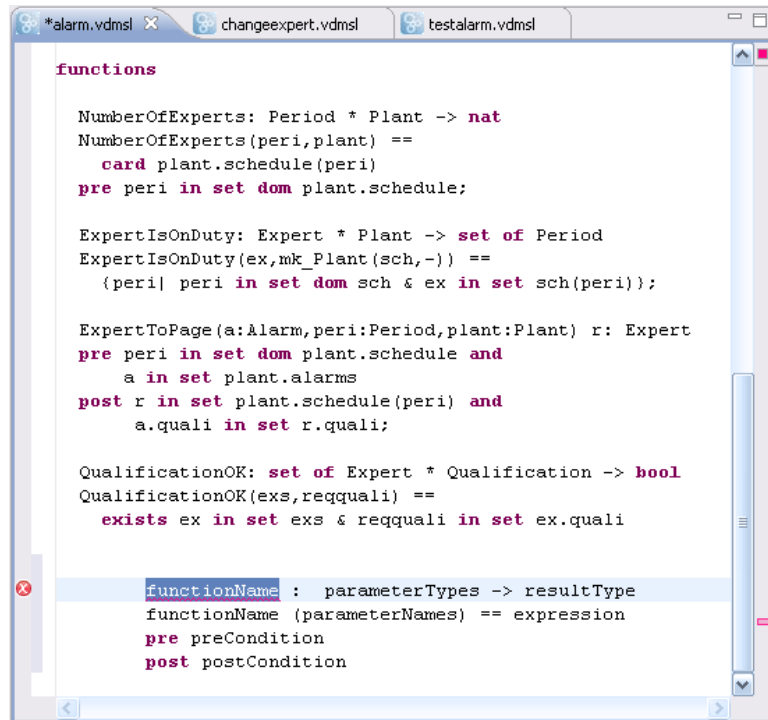 *alarm.vdmsl changeexpert.vdmsl testalarm.vdmsl
functions
NumberOfExperts: Period * Plant -> nat
NumberOfExperts(peri,plant) ==
card plant.schedule(peri)
pre peri in set dom plant.schedule;
ExpertIsOnDuty: Expert * Plant -> set of Period
ExpertIsOnDuty(ex,mk_Plant(sch,-)) ==
{peri| peri in set dom sch & ex in set sch(peri)};
ExpertToPage(a:Alarm,peri:Period,plant:Plant) r: Expert
pre peri in set dom plant.schedule and
a in set plant.alarms
post r in set plant.schedule(peri) and
a.quali in set r.quali;
QualificationOK: set of Expert * Qualification -> bool
QualificationOK(exs,reqquali) ==
exists ex in set exs & reqquali in set ex.quali
functionName :  parameterTypes -> resultType
functionName (parameterNames) == expression
pre preCondition
post postCondition